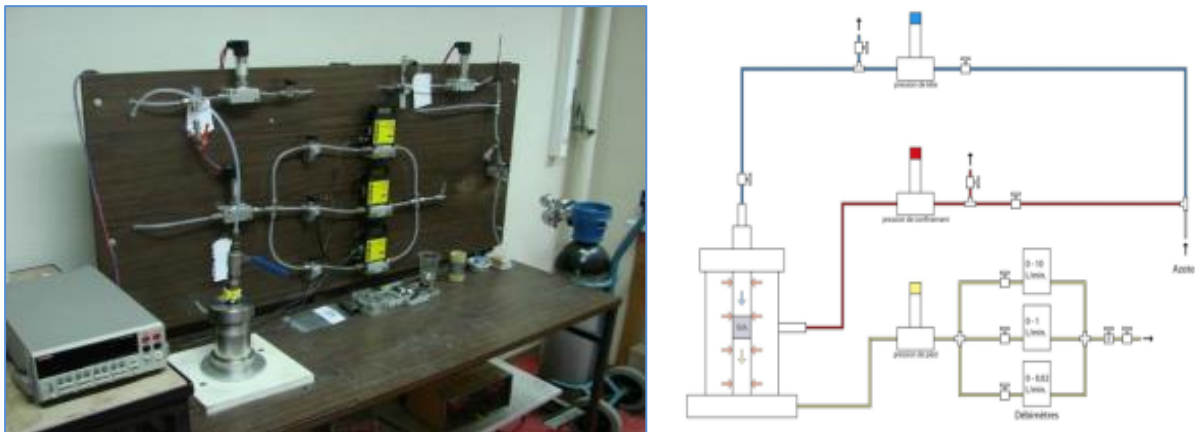 pression de tête
pression de confinement
Azote
0 - 10
L/min.
0 - 1
L/min.
pression de pied
0 - 0,02
L/min.
Débimètres